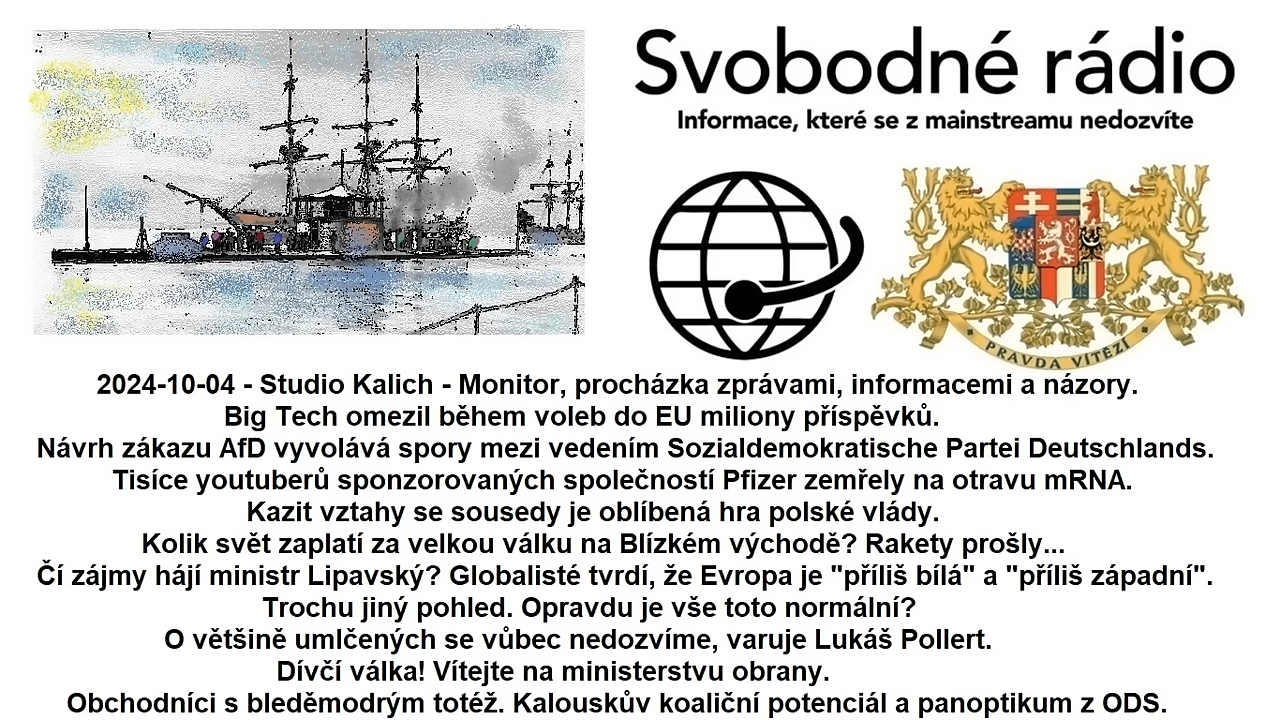 Svobodné rádio
Informace, které se z mainstreamu nedozvíte
PRAVDA VÍTĚZÍ
2024-10-04 - Studio Kalich - Monitor, procházka zprávami, informacemi a názory.
Big Tech omezil během voleb do EU miliony příspěvků.
Návrh zákazu AfD vyvolává spory mezi vedením Sozialdemokratische Partei Deutschlands.
Tisíce youtuberů sponzorovaných společností Pfizer zemřely na otravu mRNA.
Kazit vztahy se sousedy je oblíbená hra polské vlády.
Kolik svět zaplatí za velkou válku na Blízkém východě? Rakety prošly...
Čí zájmy hájí ministr Lipavský? Globalisté tvrdí, že Evropa je "příliš bílá" a "příliš západní".
Trochu jiný pohled. Opravdu je vše toto normální?
O většině umlčených se vůbec nedozvíme, varuje Lukáš Pollert.
Dívčí válka! Vítejte na ministerstvu obrany.
Obchodníci s bleděmodrým totéž. Kalouskův koaliční potenciál a panoptikum z ODS.